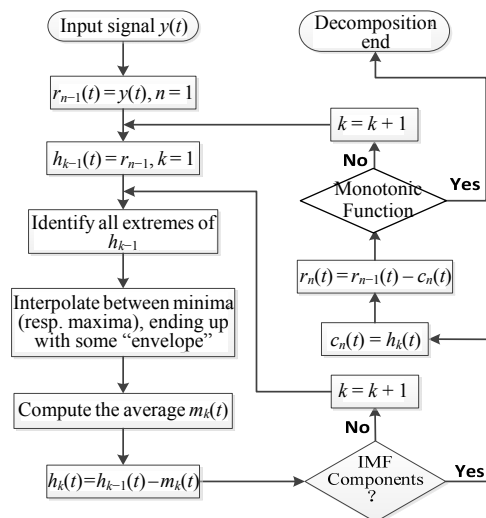 Input signal y(t)
r_{n−1}(t)=y(t), n=1
h_{k−1}(t)=r_{n−1}, k=1
Identify all extremes of
h_{k−1}
Interpolate between minima
(resp. maxima), ending up
with some “envelope”
Compute the average m_k(t)
h_k(t)=h_{k−1}(t)−m_k(t)
IMF
Components
?
Yes
No
k=k+1
c_n(t)=h_k(t)
r_n(t)=r_{n−1}(t)−c_n(t)
Monotonic
Function
Yes
No
k=k+1
Decomposition
end